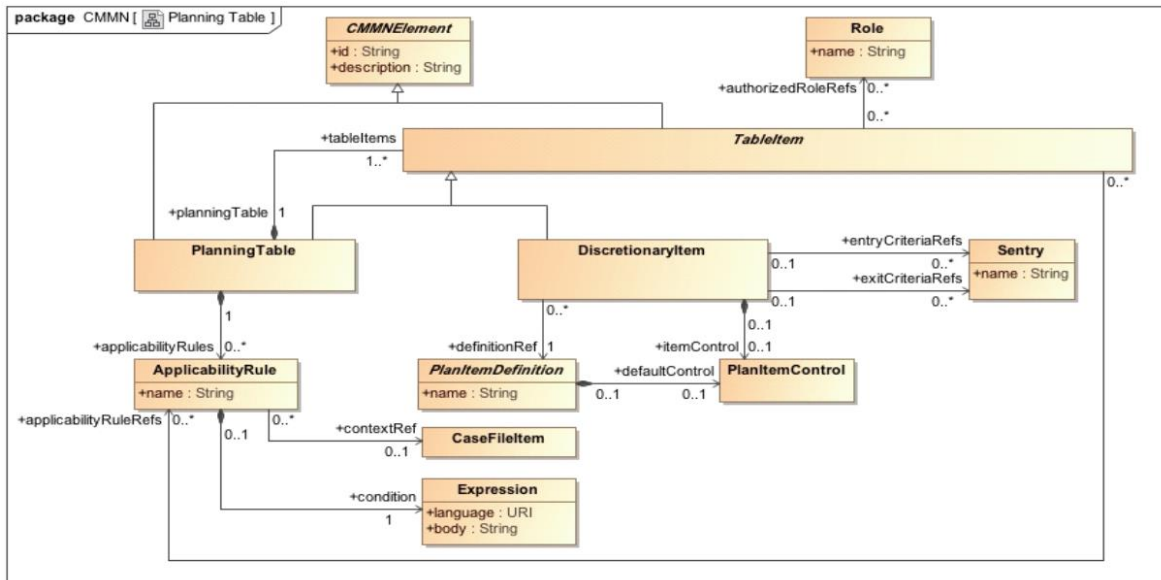 package CMMN [ Planning Table ]
CMMNElement
+id : String
+description : String
Role
+name : String
+authorizedRoleRefs
0..*
0..*
+tableItems
1..*
TableItem
0..*
+planningTable
1
PlanningTable
DiscretionaryItem
+entryCriteriaRefs
0..1
0..*
Sentry
+name : String
+exitCriteriaRefs
0..1
0..*
1
0..*
0..1
+applicabilityRules
0..*
+definitionRef
1
+itemControl
0..1
ApplicabilityRule
+name : String
PlanItemDefinition
+name : String
+defaultControl
0..1
0..1
PlanItemControl
+applicabilityRuleRefs
0..*
0..1
0..*
+contextRef
0..1
CaseFileItem
+condition
1
Expression
+language : URI
+body : String